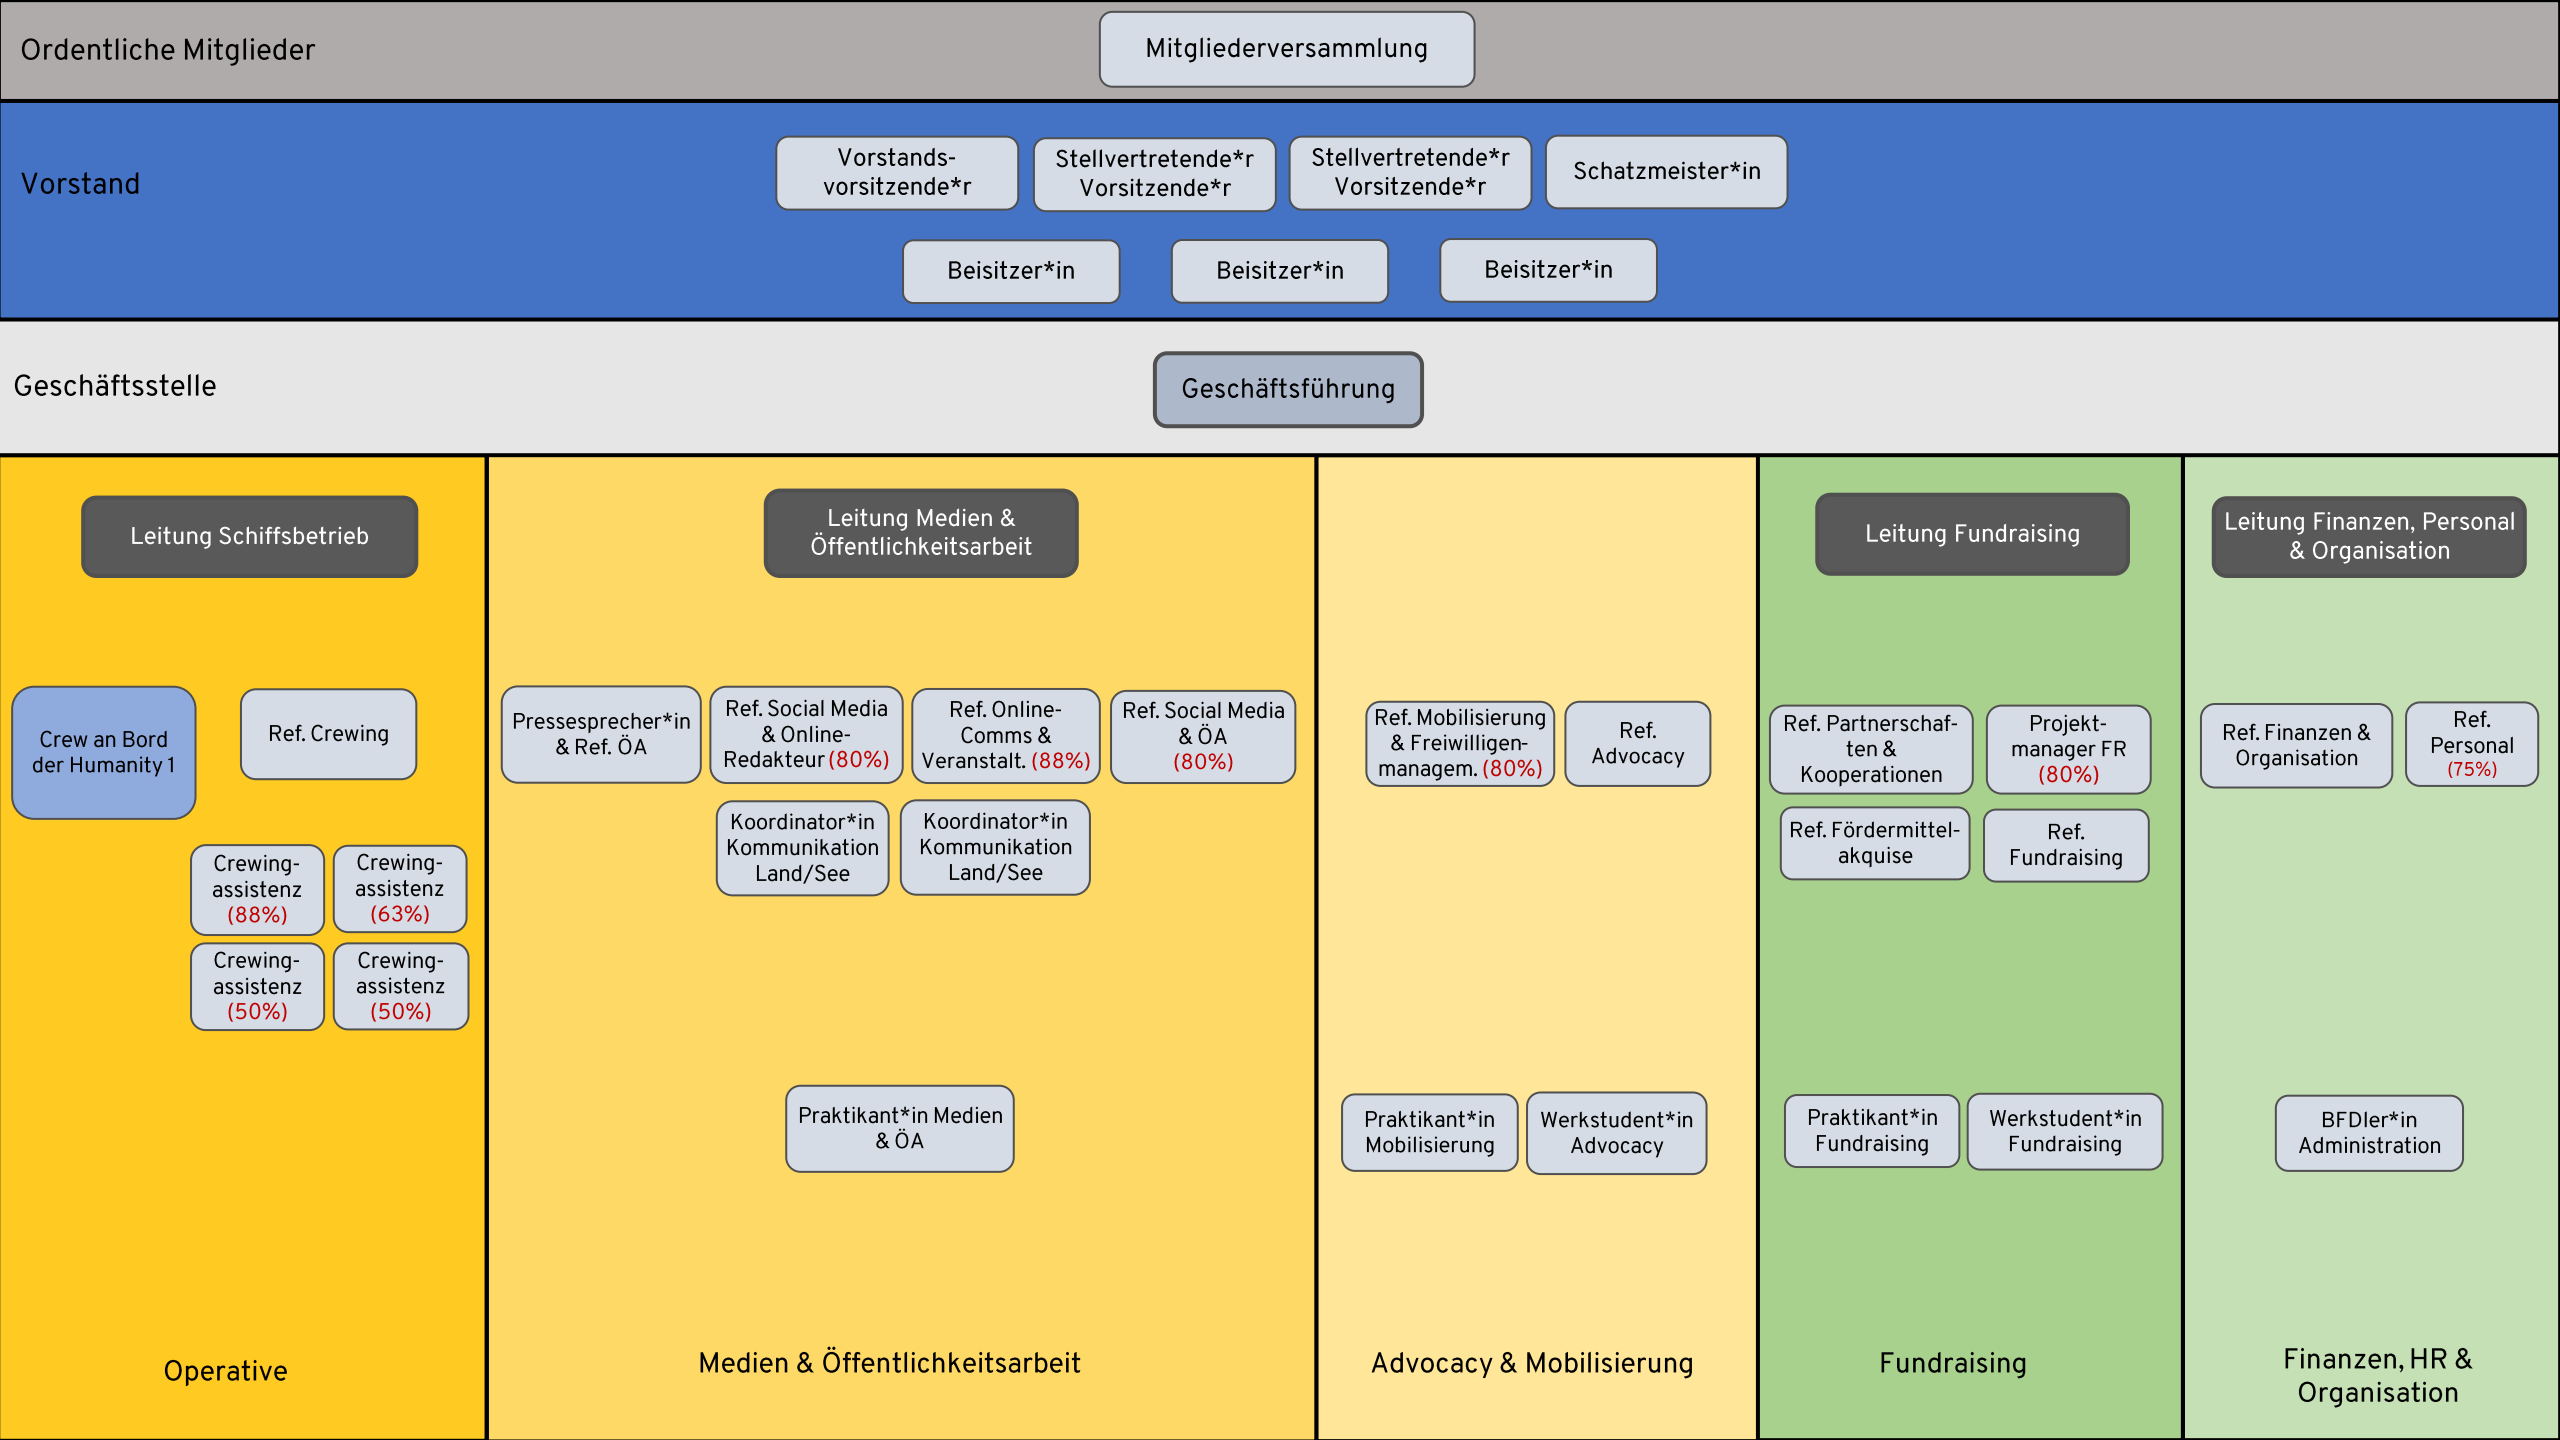 Ordentliche Mitglieder
Mitgliederversammlung
Vorstand
Vorstands-
vorsitzende*r
Stellvertretende*r
Vorsitzende*r
Stellvertretende*r
Vorsitzende*r
Schatzmeister*in
Beisitzer*in
Beisitzer*in
Beisitzer*in
Geschäftsstelle
Geschäftsführung
Leitung Schiffsbetrieb
Crew an Bord
der Humanity 1
Ref. Crewing
Crewing-
assistenz
(88%)
Crewing-
assistenz
(63%)
Crewing-
assistenz
(50%)
Crewing-
assistenz
(50%)
Operative
Leitung Medien &
Öffentlichkeitsarbeit
Pressesprecher*in
& Ref. ÖA
Ref. Social Media
& Online-
Redakteur (80%)
Ref. Online-
Comms &
Veranstalt. (88%)
Ref. Social Media
& ÖA
(80%)
Koordinator*in
Kommunikation
Land/See
Koordinator*in
Kommunikation
Land/See
Praktikant*in Medien
& ÖA
Medien & Öffentlichkeitsarbeit
Ref. Mobilisierung
& Freiwilligen-
managem. (80%)
Ref.
Advocacy
Praktikant*in
Mobilisierung
Werkstudent*in
Advocacy
Advocacy & Mobilisierung
Leitung Fundraising
Ref. Partnerschaf-
ten &
Kooperationen
Projekt-
manager FR
(80%)
Ref. Fördermittel-
akquise
Ref.
Fundraising
Praktikant*in
Fundraising
Werkstudent*in
Fundraising
Fundraising
Leitung Finanzen, Personal
& Organisation
Ref. Finanzen &
Organisation
Ref.
Personal
(75%)
BFDler*in
Administration
Finanzen, HR &
Organisation